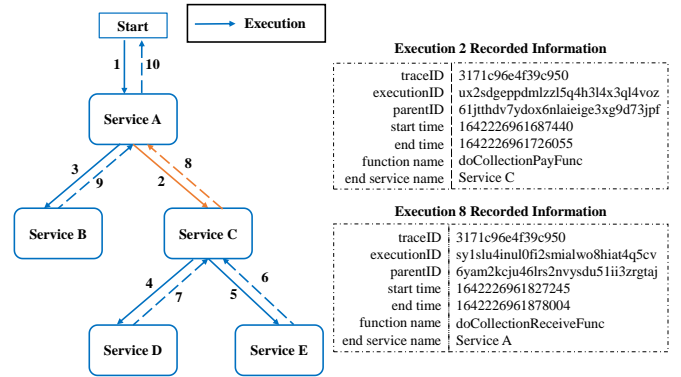 Start
Execution
1
10
Service A
3
9
2
8
Service B
Service C
4
7
5
6
Service D
Service E
Execution 2 Recorded Information
traceID 3171c96e4f39c950
executionID ux2sdgeppdmlzzl5q4h3l4x3ql4voz
parentID 61jtthdv7ydox6nlaieige3xg9d73jpf
start time 1642226961687440
end time 1642226961726055
function name doCollectionPayFunc
end service name Service C
Execution 8 Recorded Information
traceID 3171c96e4f39c950
executionID sy1slu4inul0fi2smialwo8hiat4q5cv
parentID 6yam2kcju46lrs2nvysdu51ii3zrgtaj
start time 1642226961827245
end time 1642226961878004
function name doCollectionReceiveFunc
end service name Service A